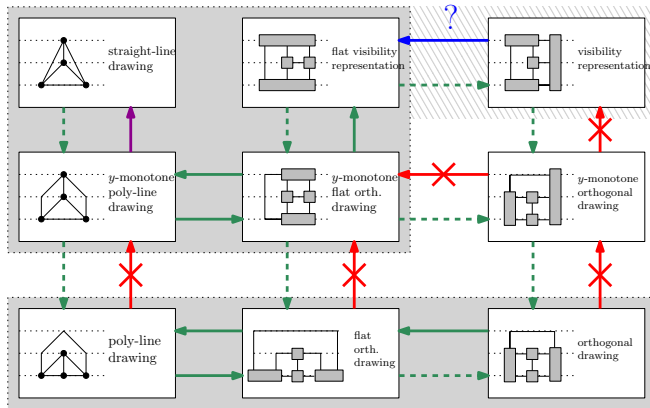 ?
straight-line
drawing
flat visibility
representation
visibility
representation
y-monotone
poly-line
drawing
y-monotone
flat orth.
drawing
y-monotone
orthogonal
drawing
poly-line
drawing
flat
orth.
drawing
orthogonal
drawing